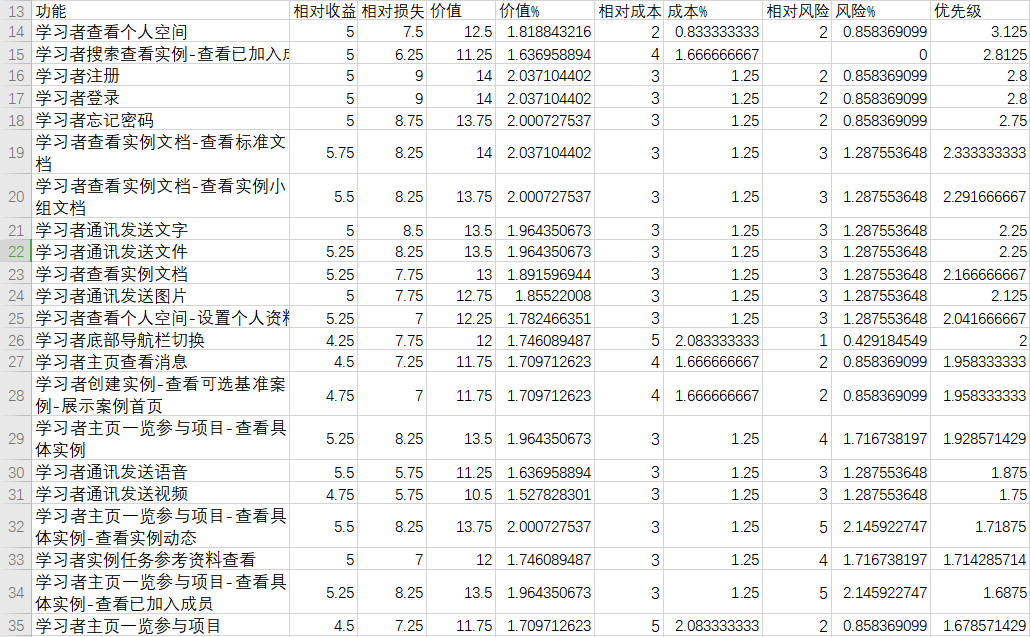 13 功能 相对收益 相对损失 价值 价值% 相对成本 成本% 相对风险 风险% 优先级
14 学习者查看个人空间 5 7.5 12.5 1.818843216 2 0.833333333 2 0.858369099 3.125
15 学习者搜索查看实例-查看已加入成 5 6.25 11.25 1.636958894 4 1.666666667 0 2.8125
16 学习者注册 5 9 14 2.037104402 3 1.25 2 0.858369099 2.8
17 学习者登录 5 9 14 2.037104402 3 1.25 2 0.858369099 2.8
18 学习者忘记密码 5 8.75 13.75 2.000727537 3 1.25 2 0.858369099 2.75
19 学习者查看实例文档-查看标准文
档 5.75 8.25 14 2.037104402 3 1.25 3 1.287553648 2.333333333
20 学习者查看实例文档-查看实例小
组文档 5.5 8.25 13.75 2.000727537 3 1.25 3 1.287553648 2.291666667
21 学习者通讯发送文字 5 8.5 13.5 1.964350673 3 1.25 3 1.287553648 2.25
22 学习者通讯发送文件 5.25 8.25 13.5 1.964350673 3 1.25 3 1.287553648 2.25
23 学习者查看实例文档 5.25 7.75 13 1.891596944 3 1.25 3 1.287553648 2.166666667
24 学习者通讯发送图片 5 7.75 12.75 1.85522008 3 1.25 3 1.287553648 2.125
25 学习者查看个人空间-设置个人资料 5.25 7 12.25 1.782466351 3 1.25 3 1.287553648 2.041666667
26 学习者底部导航栏切换 4.25 7.75 12 1.746089487 5 2.083333333 1 0.429184549 2
27 学习者主页查看消息 4.5 7.25 11.75 1.709712623 4 1.666666667 2 0.858369099 1.958333333
28 学习者创建实例-查看可选基准案
例-展示案例首页 4.75 7 11.75 1.709712623 4 1.666666667 2 0.858369099 1.958333333
29 学习者主页一览参与项目-查看具
体实例 5.25 8.25 13.5 1.964350673 3 1.25 4 1.716738197 1.928571429
30 学习者通讯发送语音 5.5 5.75 11.25 1.636958894 3 1.25 3 1.287553648 1.875
31 学习者通讯发送视频 4.75 5.75 10.5 1.527828301 3 1.25 3 1.287553648 1.75
32 学习者主页一览参与项目-查看具
体实例-查看实例动态 5.5 8.25 13.75 2.000727537 3 1.25 5 2.145922747 1.71875
33 学习者实例任务参考资料查看 5 7 12 1.746089487 3 1.25 4 1.716738197 1.714285714
34 学习者主页一览参与项目-查看具
体实例-查看已加入成员 5.25 8.25 13.5 1.964350673 3 1.25 5 2.145922747 1.6875
35 学习者主页一览参与项目 4.5 7.25 11.75 1.709712623 5 2.083333333 2 0.858369099 1.678571429